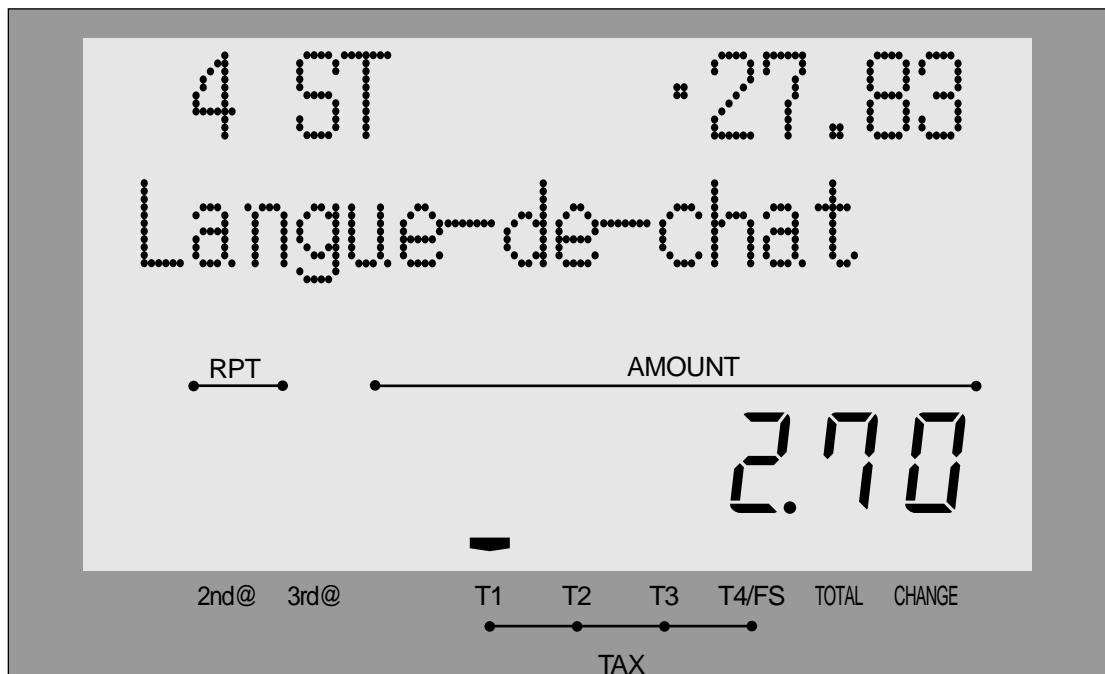 4 ST ·27.83
Langue-de-chat
RPT AMOUNT
2.70
2nd@ 3rd@ T1 T2 T3 T4/FS TOTAL CHANGE
TAX